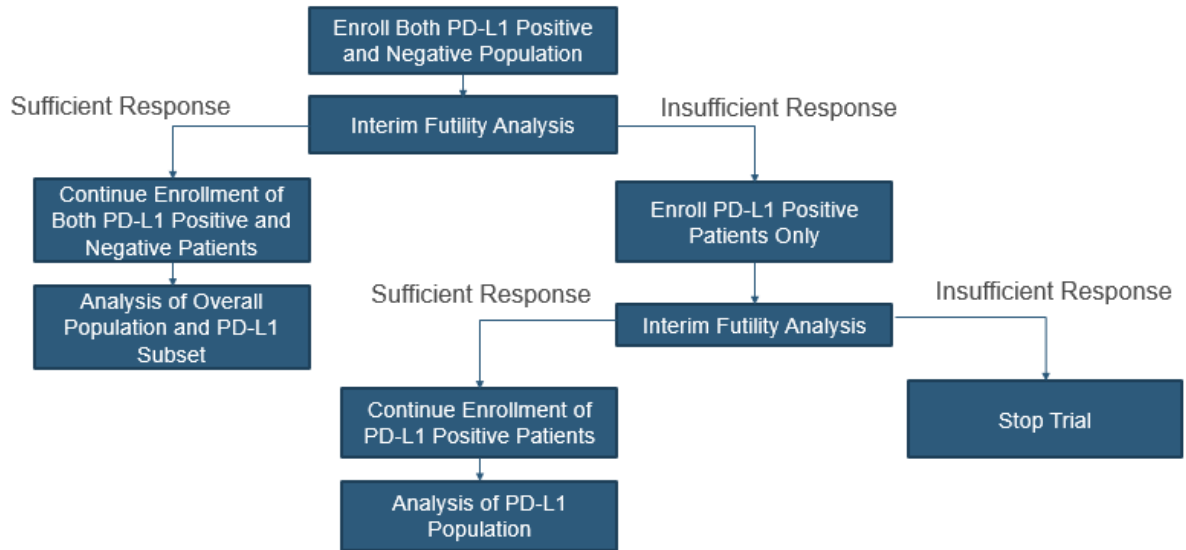 Enroll Both PD-L1 Positive
and Negative Population
Sufficient Response
Insufficient Response
Interim Futility Analysis
Continue Enrollment of
Both PD-L1 Positive and
Negative Patients
Enroll PD-L1 Positive
Patients Only
Analysis of Overall
Population and PD-L1
Subset
Sufficient Response
Insufficient Response
Interim Futility Analysis
Continue Enrollment of
PD-L1 Positive Patients
Stop Trial
Analysis of PD-L1
Population